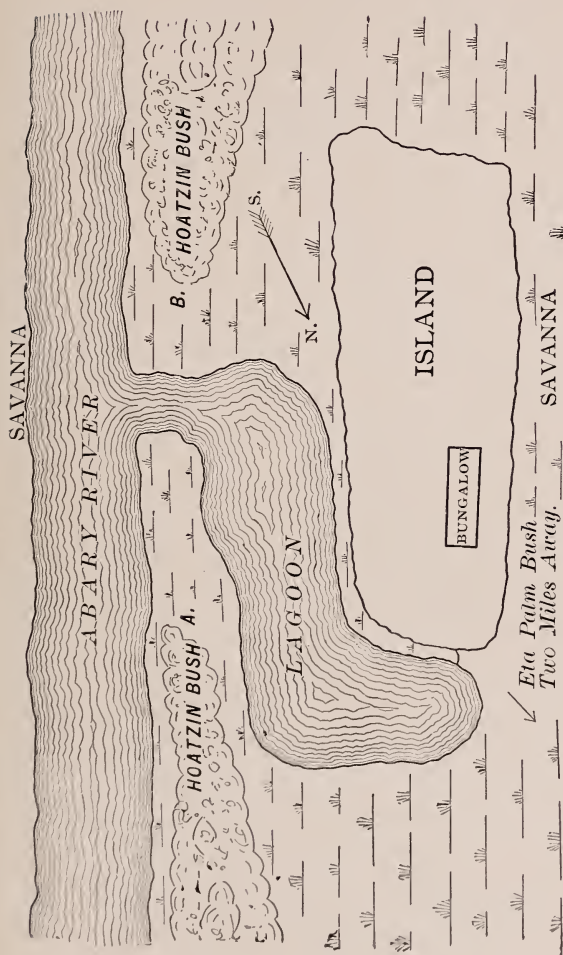 SAVANNA
ABARY RIVER
HOATZIN BUSH A.
B. HOATZIN BUSH
LAGOON
N.
S.
ISLAND
BUNGALOW
Eta Palm Bush
Two Miles Away.
SAVANNA